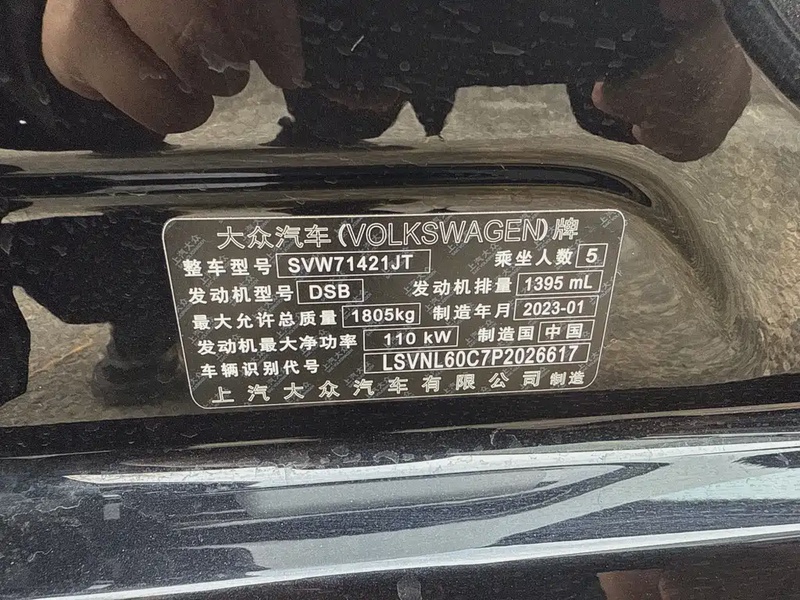 大众汽车(VOLKSWAGEN)牌
整车型号 SVW71421JT 乘坐人数 5
发动机型号 DSB 发动机排量 1395 mL
最大允许总质量 1805kg 制造年月 2023-01
发动机最大净功率 110 kW 制造国 中国
车辆识别代号 LSVNL60C7P2026617
上汽大众汽车有限公司 制造